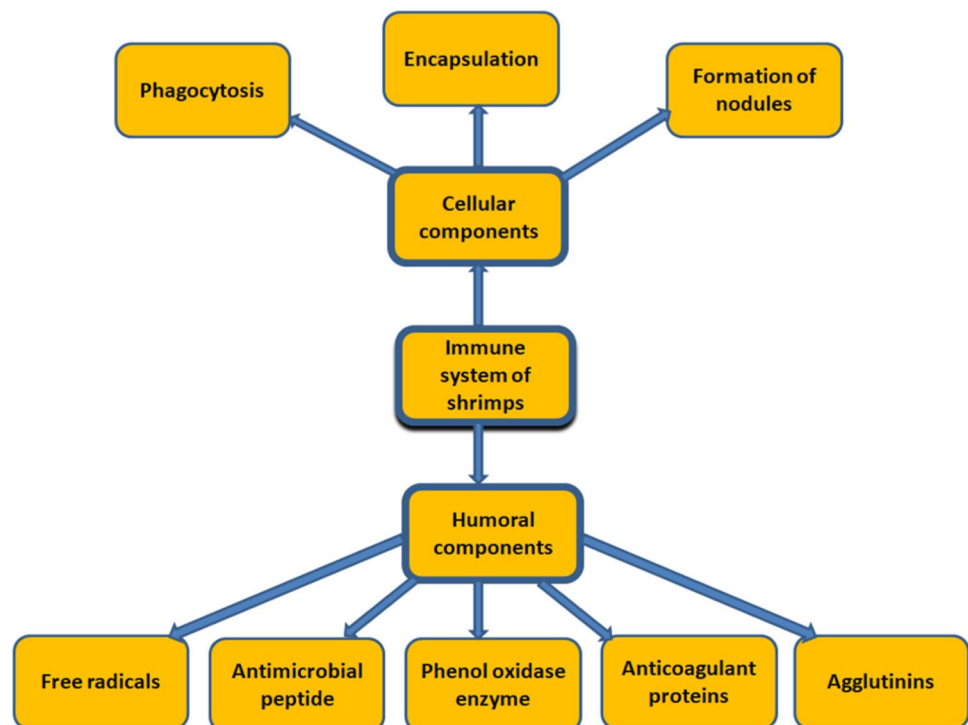 Encapsulation
Phagocytosis
Formation of
nodules
Cellular
components
Immune
system of
shrimps
Humoral
components
Free radicals
Antimicrobial
peptide
Phenol oxidase
enzyme
Anticoagulant
proteins
Agglutinins